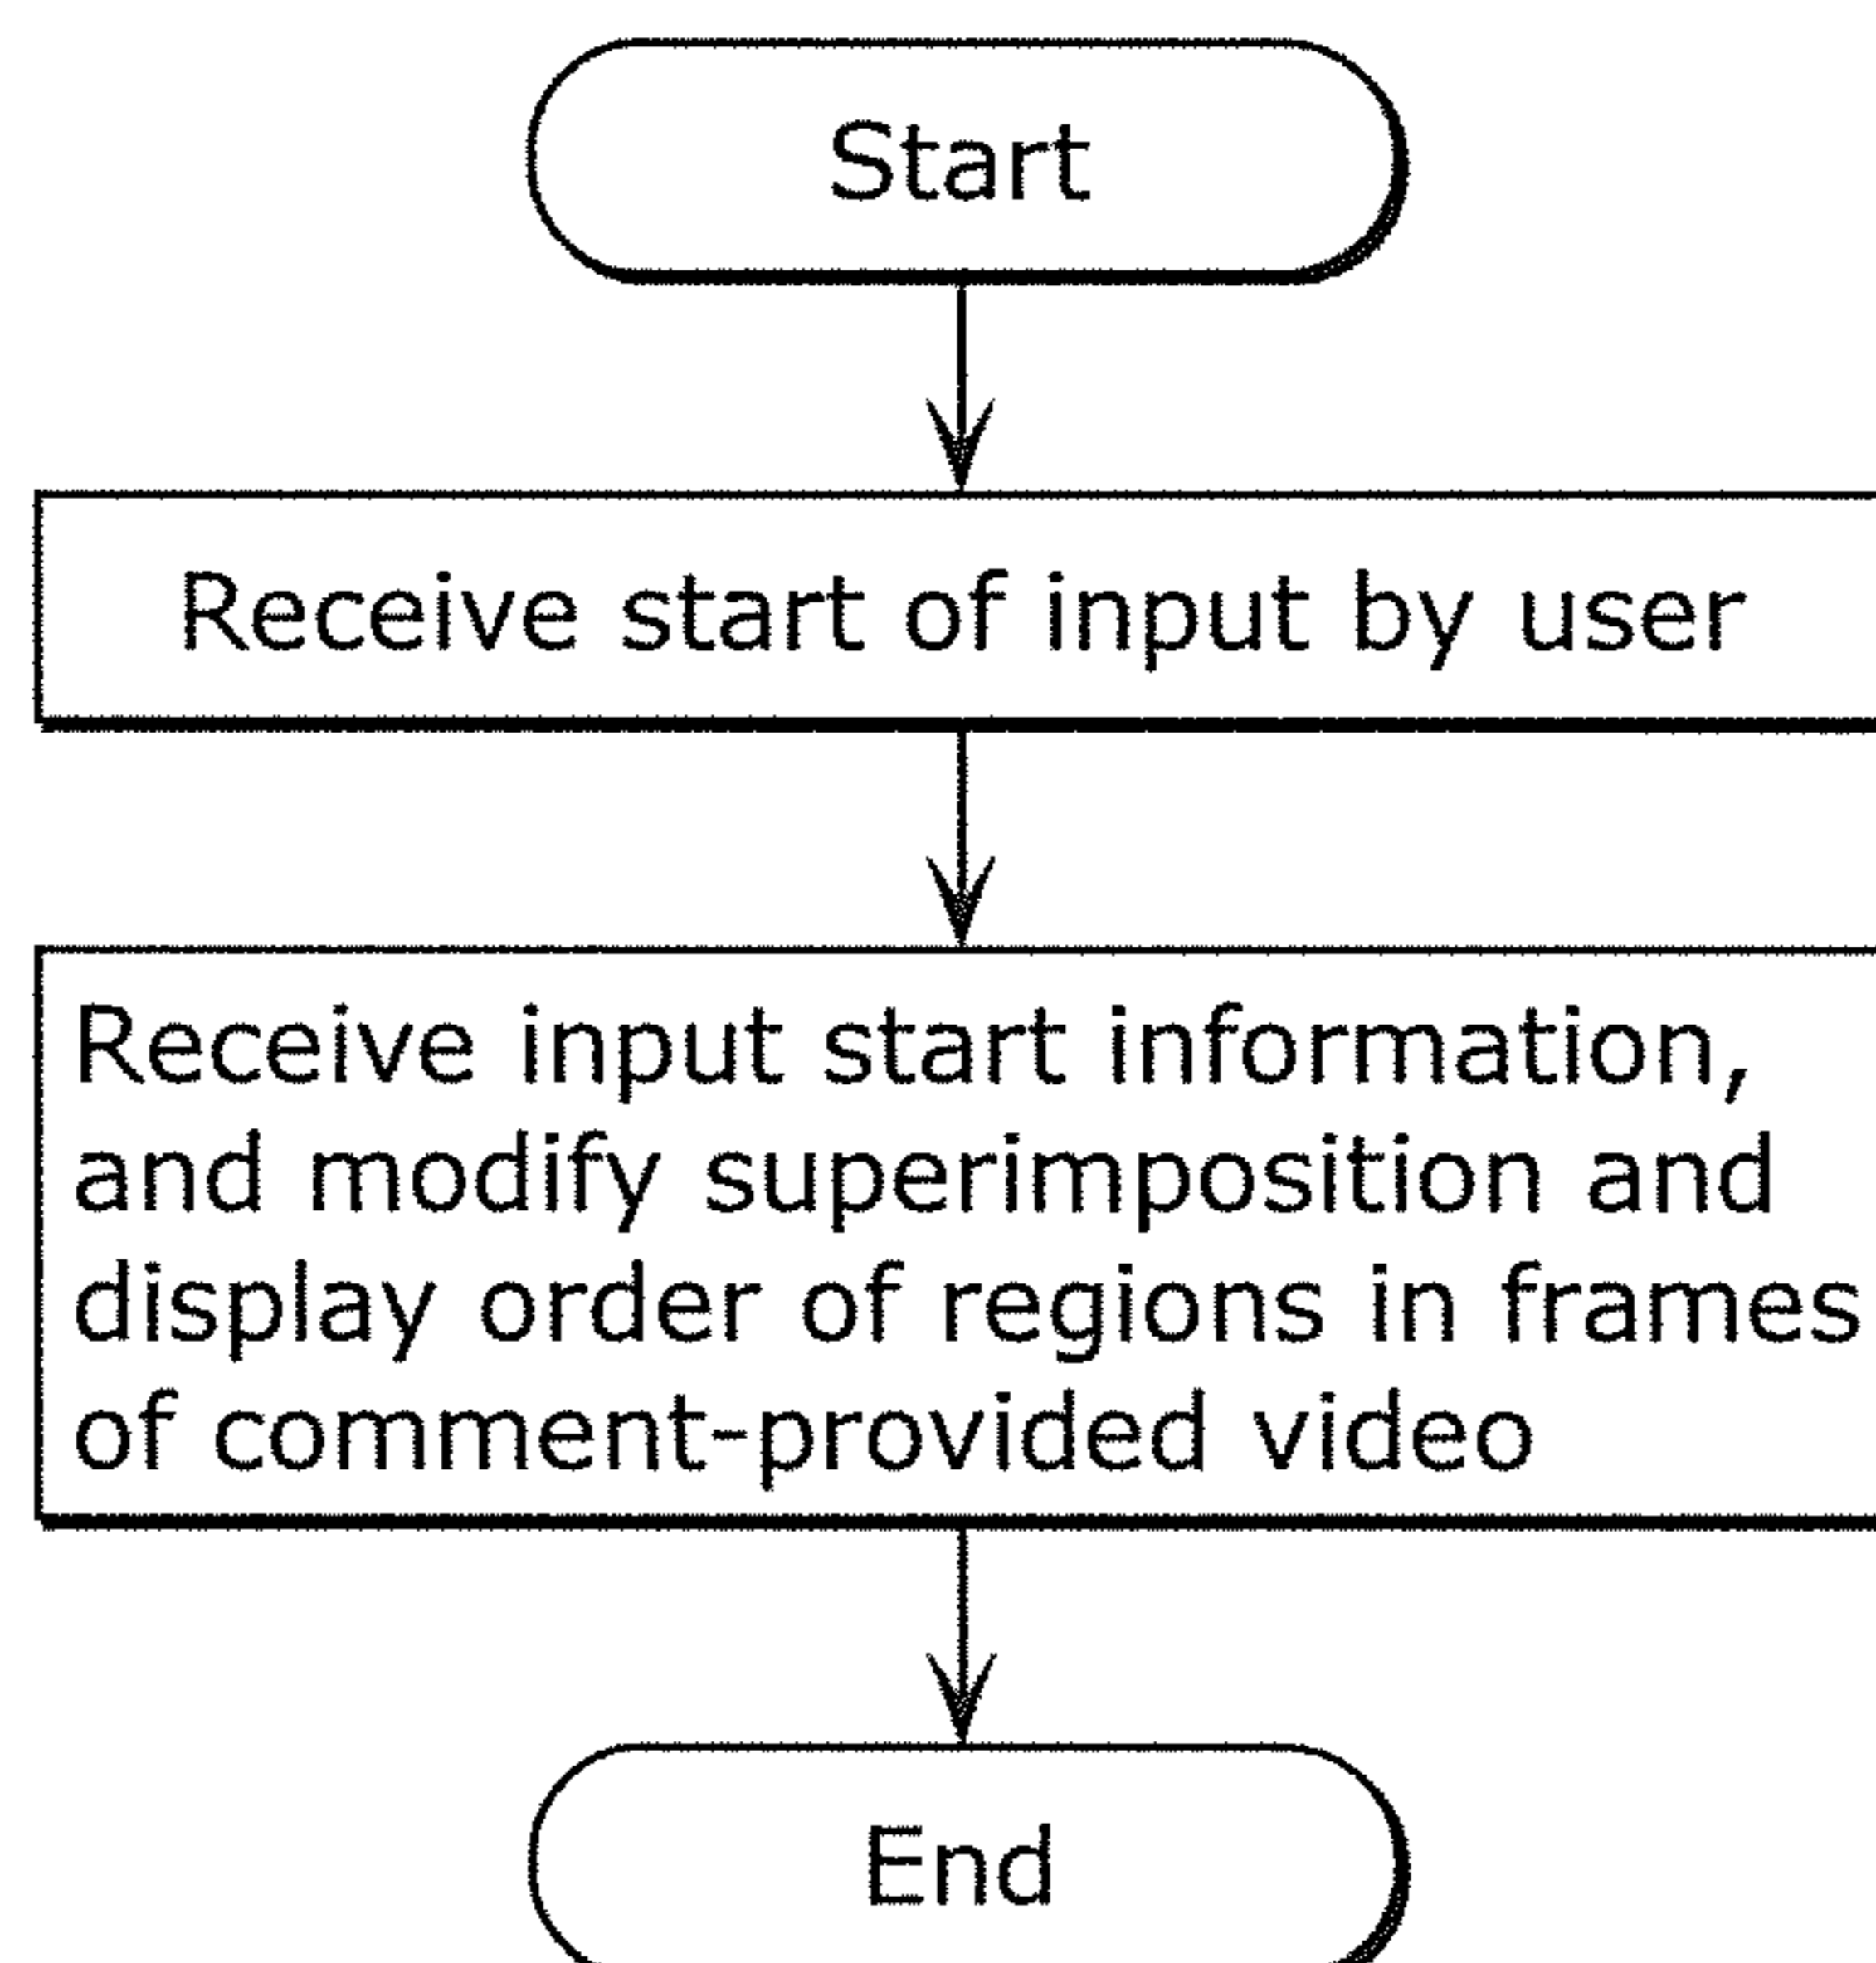 Start
Receive start of input by user
Receive input start information,
and modify superimposition and
display order of regions in frames
of comment-provided video
End